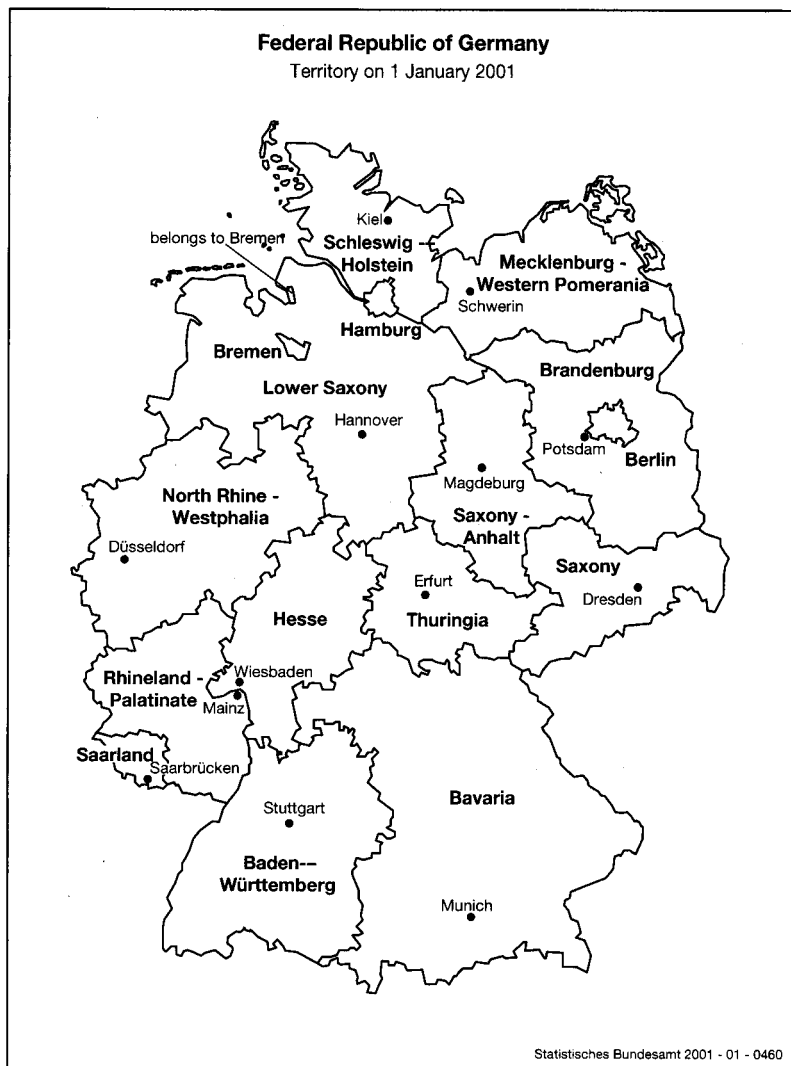 Federal Republic of Germany
Territory on 1 January 2001
Kiel
belongs to Bremen
Schleswig --
Holstein
Mecklenburg -
Western Pomerania
Schwerin
Hamburg
Bremen
Brandenburg
Lower Saxony
Hannover
Potsdam
Berlin
Magdeburg
North Rhine -
Westphalia
Saxony -
Anhalt
Düsseldorf
Saxony
Erfurt
Dresden
Hesse
Thuringia
Wiesbaden
Rhineland -
Palatinate
Mainz
Saarland
Saarbrücken
Bavaria
Stuttgart
Baden--
Württemberg
Munich
Statistisches Bundesamt 2001 - 01 - 0460